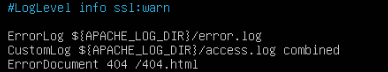 #LogLevel info ssl:warn
ErrorLog ${APACHE_LOG_DIR}/error.log
CustomLog ${APACHE_LOG_DIR}/access.log combined
ErrorDocument 404 /404.html